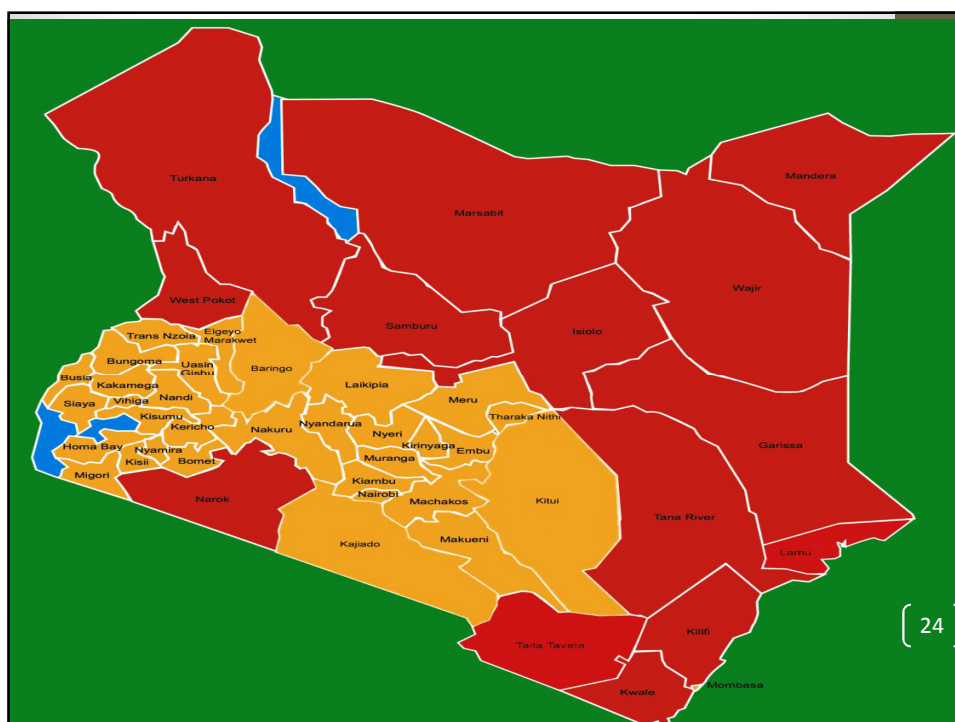 Mandera
Turkana
Marsabit
Wajir
West Pokot
Samburu
Isiolo
Trans Nzoia
Elgeyo
Marakwet
Bungoma
Uasin
Gishu
Baringo
Busia
Kakamega
Laikipia
Siaya
Vihiga
Nandi
Meru
Kisumu
Tharaka Nithi
Kericho
Nakuru
Nyandarua
Nyeri
Garissa
Homa Bay
Nyamira
Kirinyaga
Embu
Kisii
Bomet
Muranga
Migori
Kiambu
Narok
Nairobi
Machakos
Kitui
Tana River
Kajiado
Makueni
Lamu
24
Kilifi
Taita Taveta
Kwale
Mombasa